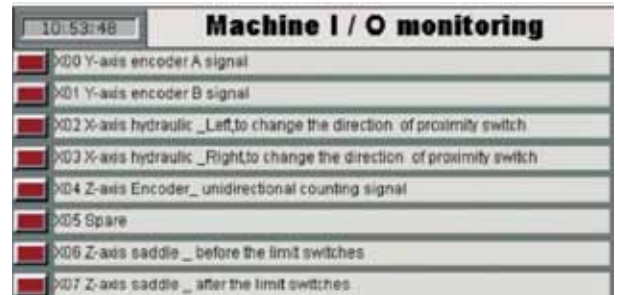 10:53:48
Machine I / O monitoring
X00 Y-axis encoder A signal
X01 Y-axis encoder B signal
X02 X-axis hydraulic _Left,to change the direction of proximity switch
X03 X-axis hydraulic _Right,to change the direction of proximity switch
X04 Z-axis Encoder_ unidirectional counting signal
X05 Spare
X06 Z-axis saddle _ before the limit switches
X07 Z-axis saddle _ after the limit switches